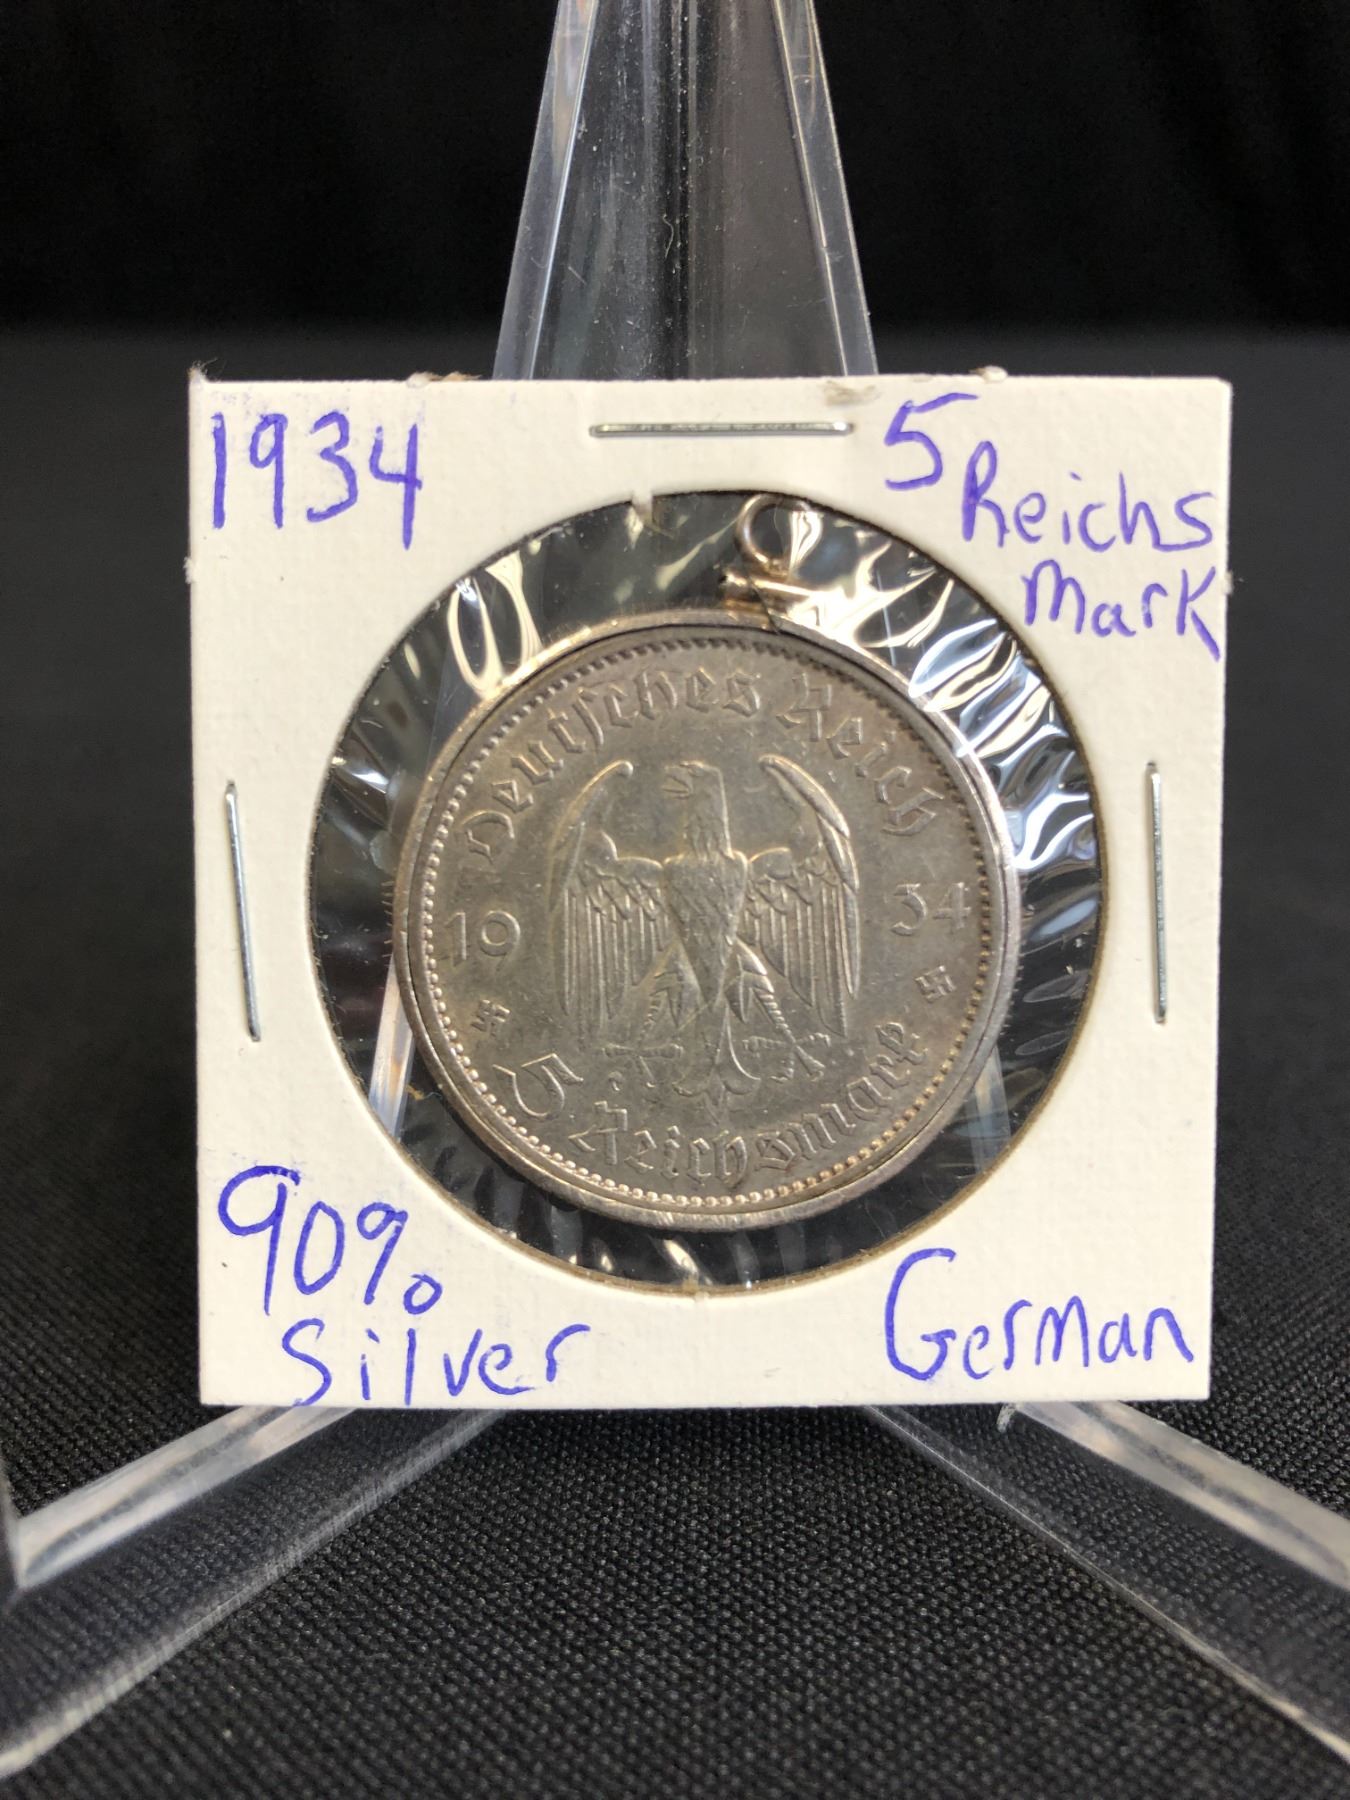 1934
5
Reichs
Mark
Deutsches Reich
19 34
5 Reichsmark
90%
Silver
German